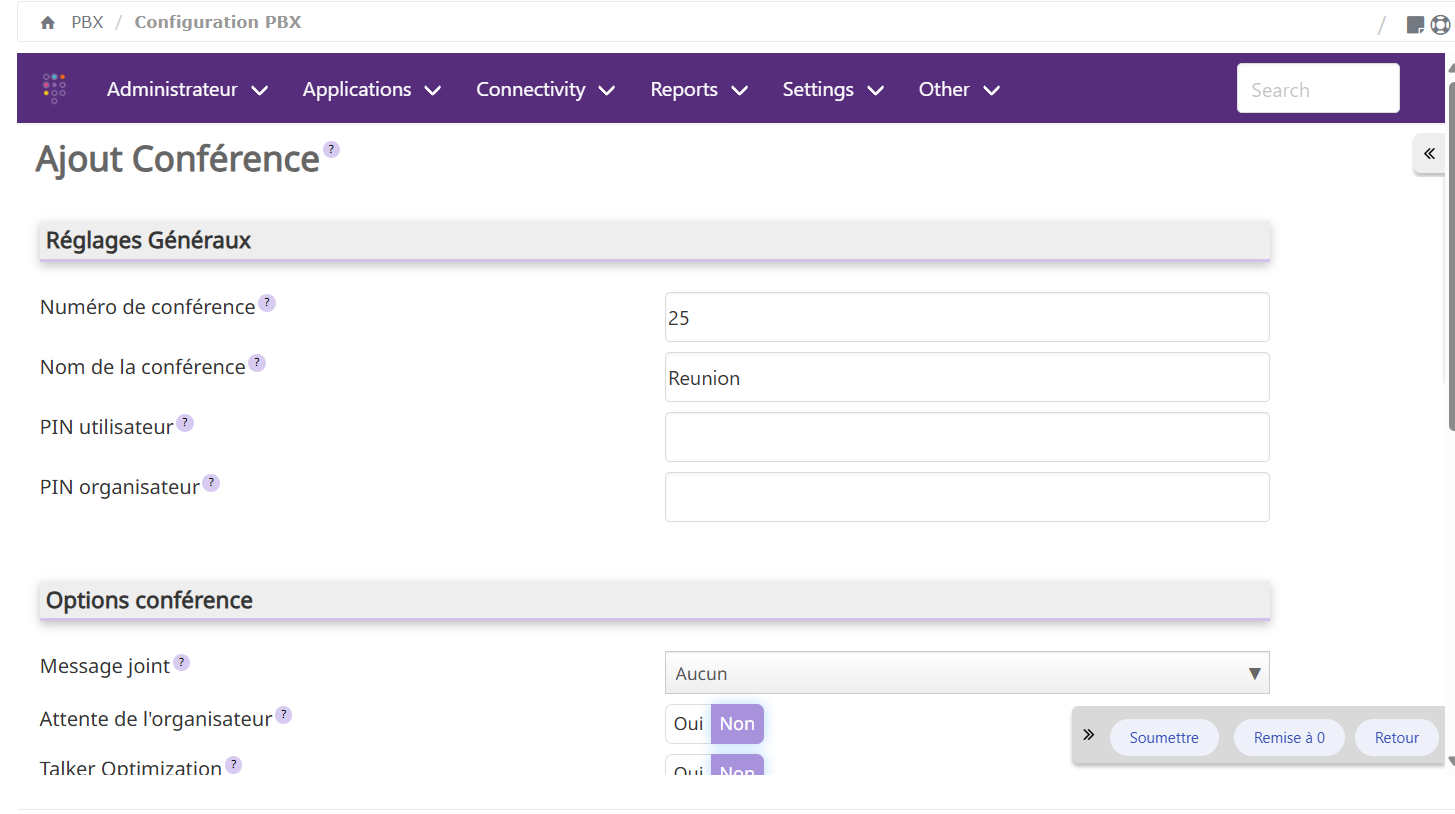 PBX / Configuration PBX /
Administrateur Applications Connectivity Reports Settings Other Search
Ajout Conférence ?
Réglages Généraux
Numéro de conférence ? 25
Nom de la conférence ? Reunion
PIN utilisateur ?
PIN organisateur ?
Options conférence
Message joint ? Aucun
Attente de l'organisateur ? Oui Non
Soumettre Remise à 0 Retour
Talker Optimization ? Oui Non